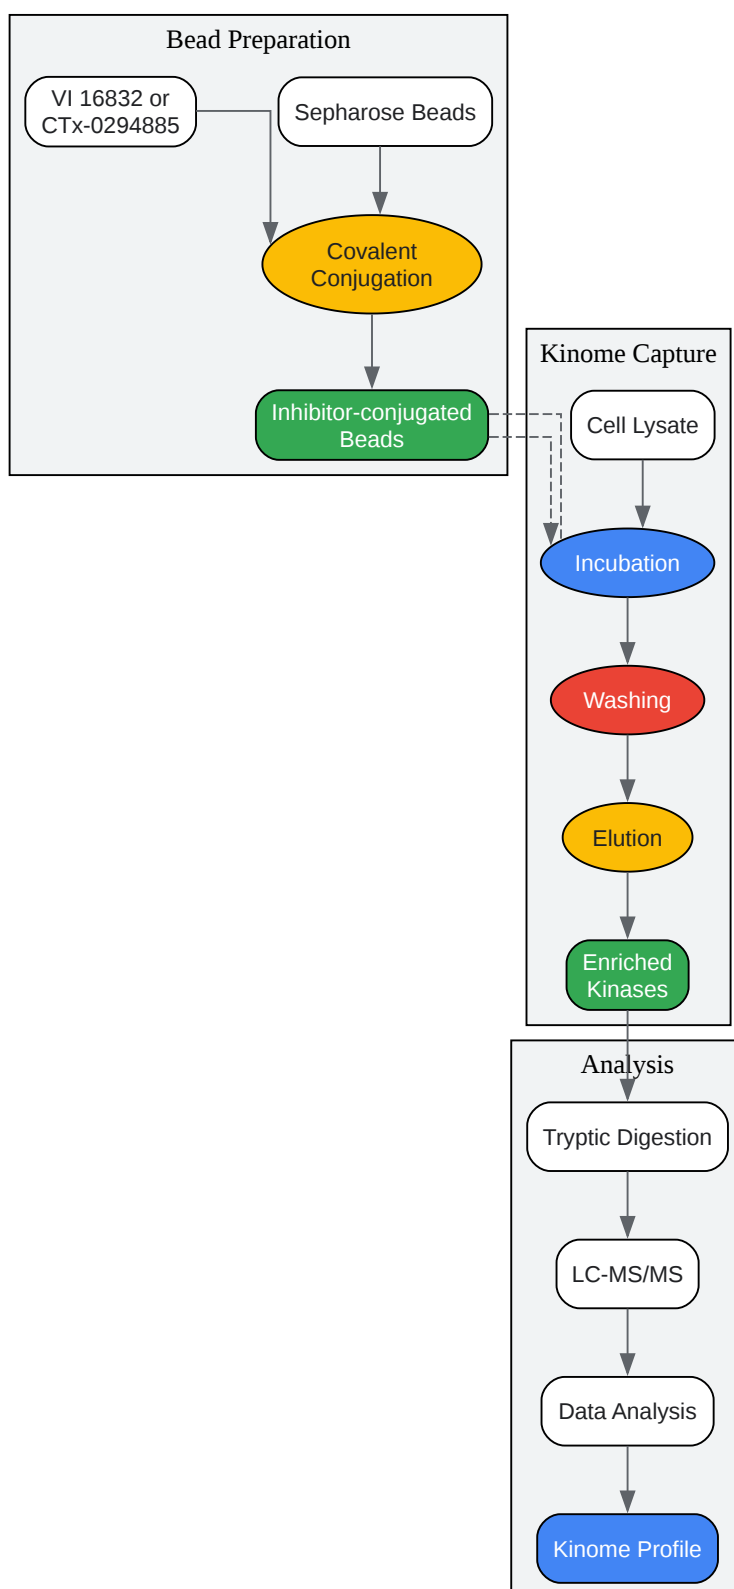 Bead Preparation
VI 16832 or
CTx-0294885
Sepharose Beads
Covalent
Conjugation
Inhibitor-conjugated
Beads
Kinome Capture
Cell Lysate
Incubation
Washing
Elution
Enriched
Kinases
Analysis
Tryptic Digestion
LC-MS/MS
Data Analysis
Kinome Profile